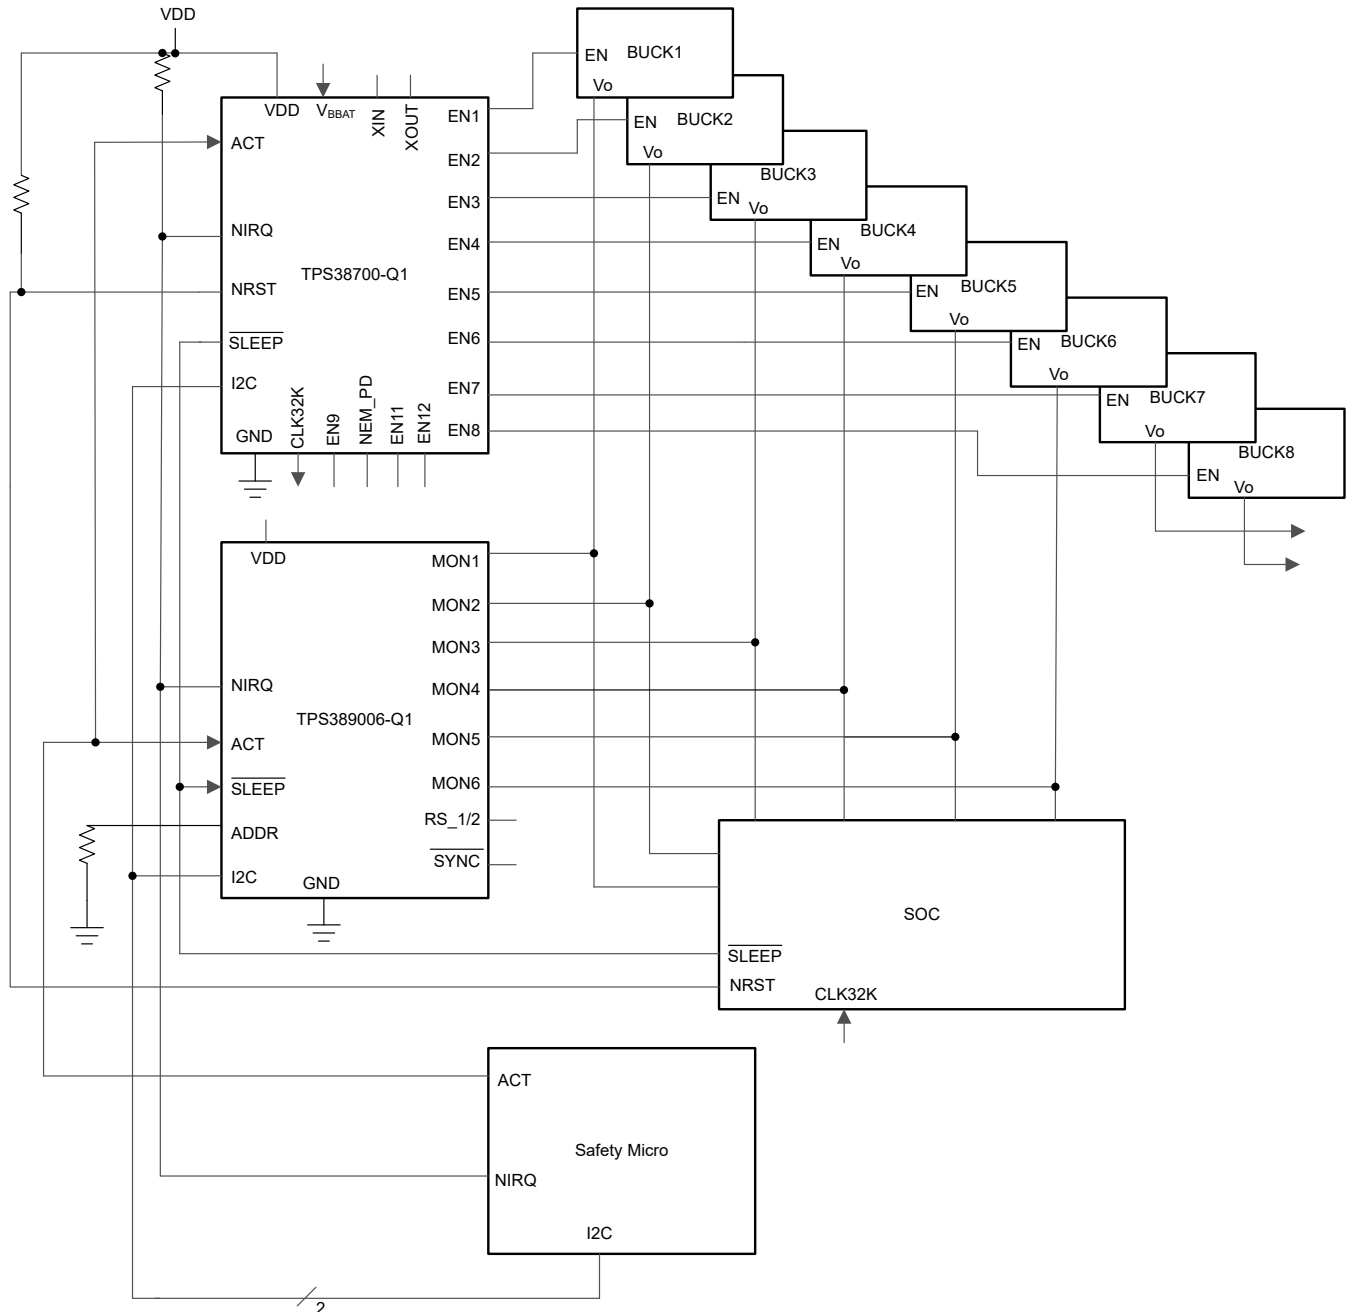 VDD
VDD
VBBAT
XIN
XOUT
ACT
NIRQ
NRST
SLEEP
I2C
GND
TPS38700-Q1
CLK32K
EN9
NEM_PD
EN11
EN12
EN1
EN2
EN3
EN4
EN5
EN6
EN7
EN8
EN
BUCK1
Vo
EN
BUCK2
Vo
BUCK3
EN
Vo
BUCK4
EN
Vo
BUCK5
EN
Vo
BUCK6
EN
Vo
BUCK7
EN
Vo
BUCK8
EN
Vo
VDD
NIRQ
TPS389006-Q1
ACT
SLEEP
ADDR
I2C
GND
MON1
MON2
MON3
MON4
MON5
MON6
RS_1/2
SYNC
SOC
SLEEP
NRST
CLK32K
ACT
Safety Micro
NIRQ
I2C
2